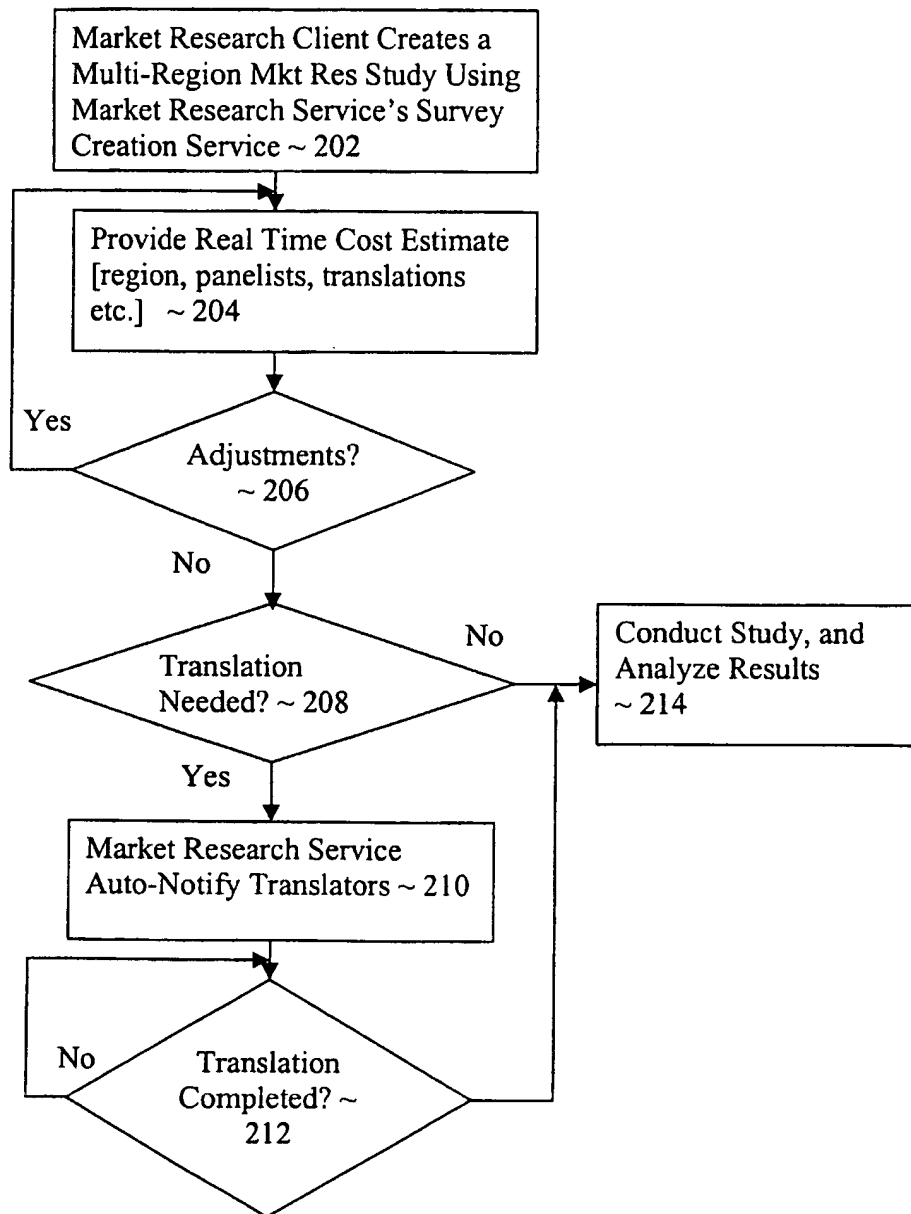 Market Research Client Creates a
Multi-Region Mkt Res Study Using
Market Research Service's Survey
Creation Service ~ 202
Provide Real Time Cost Estimate
[region, panelists, translations
etc.] ~ 204
Yes
Adjustments?
~ 206
No
Translation
Needed? ~ 208
No
Conduct Study, and
Analyze Results
~ 214
Yes
Market Research Service
Auto-Notify Translators ~ 210
No
Translation
Completed? ~
212